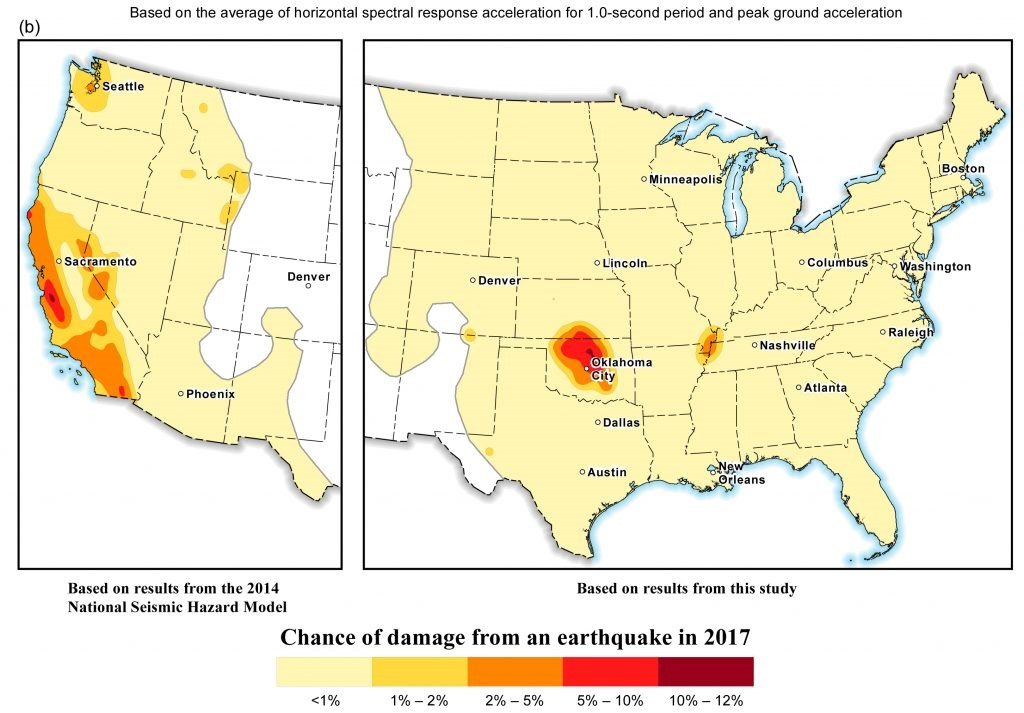 Based on the average of horizontal spectral response acceleration for 1.0-second period and peak ground acceleration
(b)
Seattle
Sacramento
Denver
Phoenix
Boston
Minneapolis
Lincoln
Columbus
Washington
Denver
Raleigh
Nashville
Oklahoma
City
Atlanta
Dallas
Austin
New
Orleans
Based on results from the 2014
National Seismic Hazard Model
Based on results from this study
Chance of damage from an earthquake in 2017
<1%
1% – 2%
2% – 5%
5% – 10%
10% – 12%